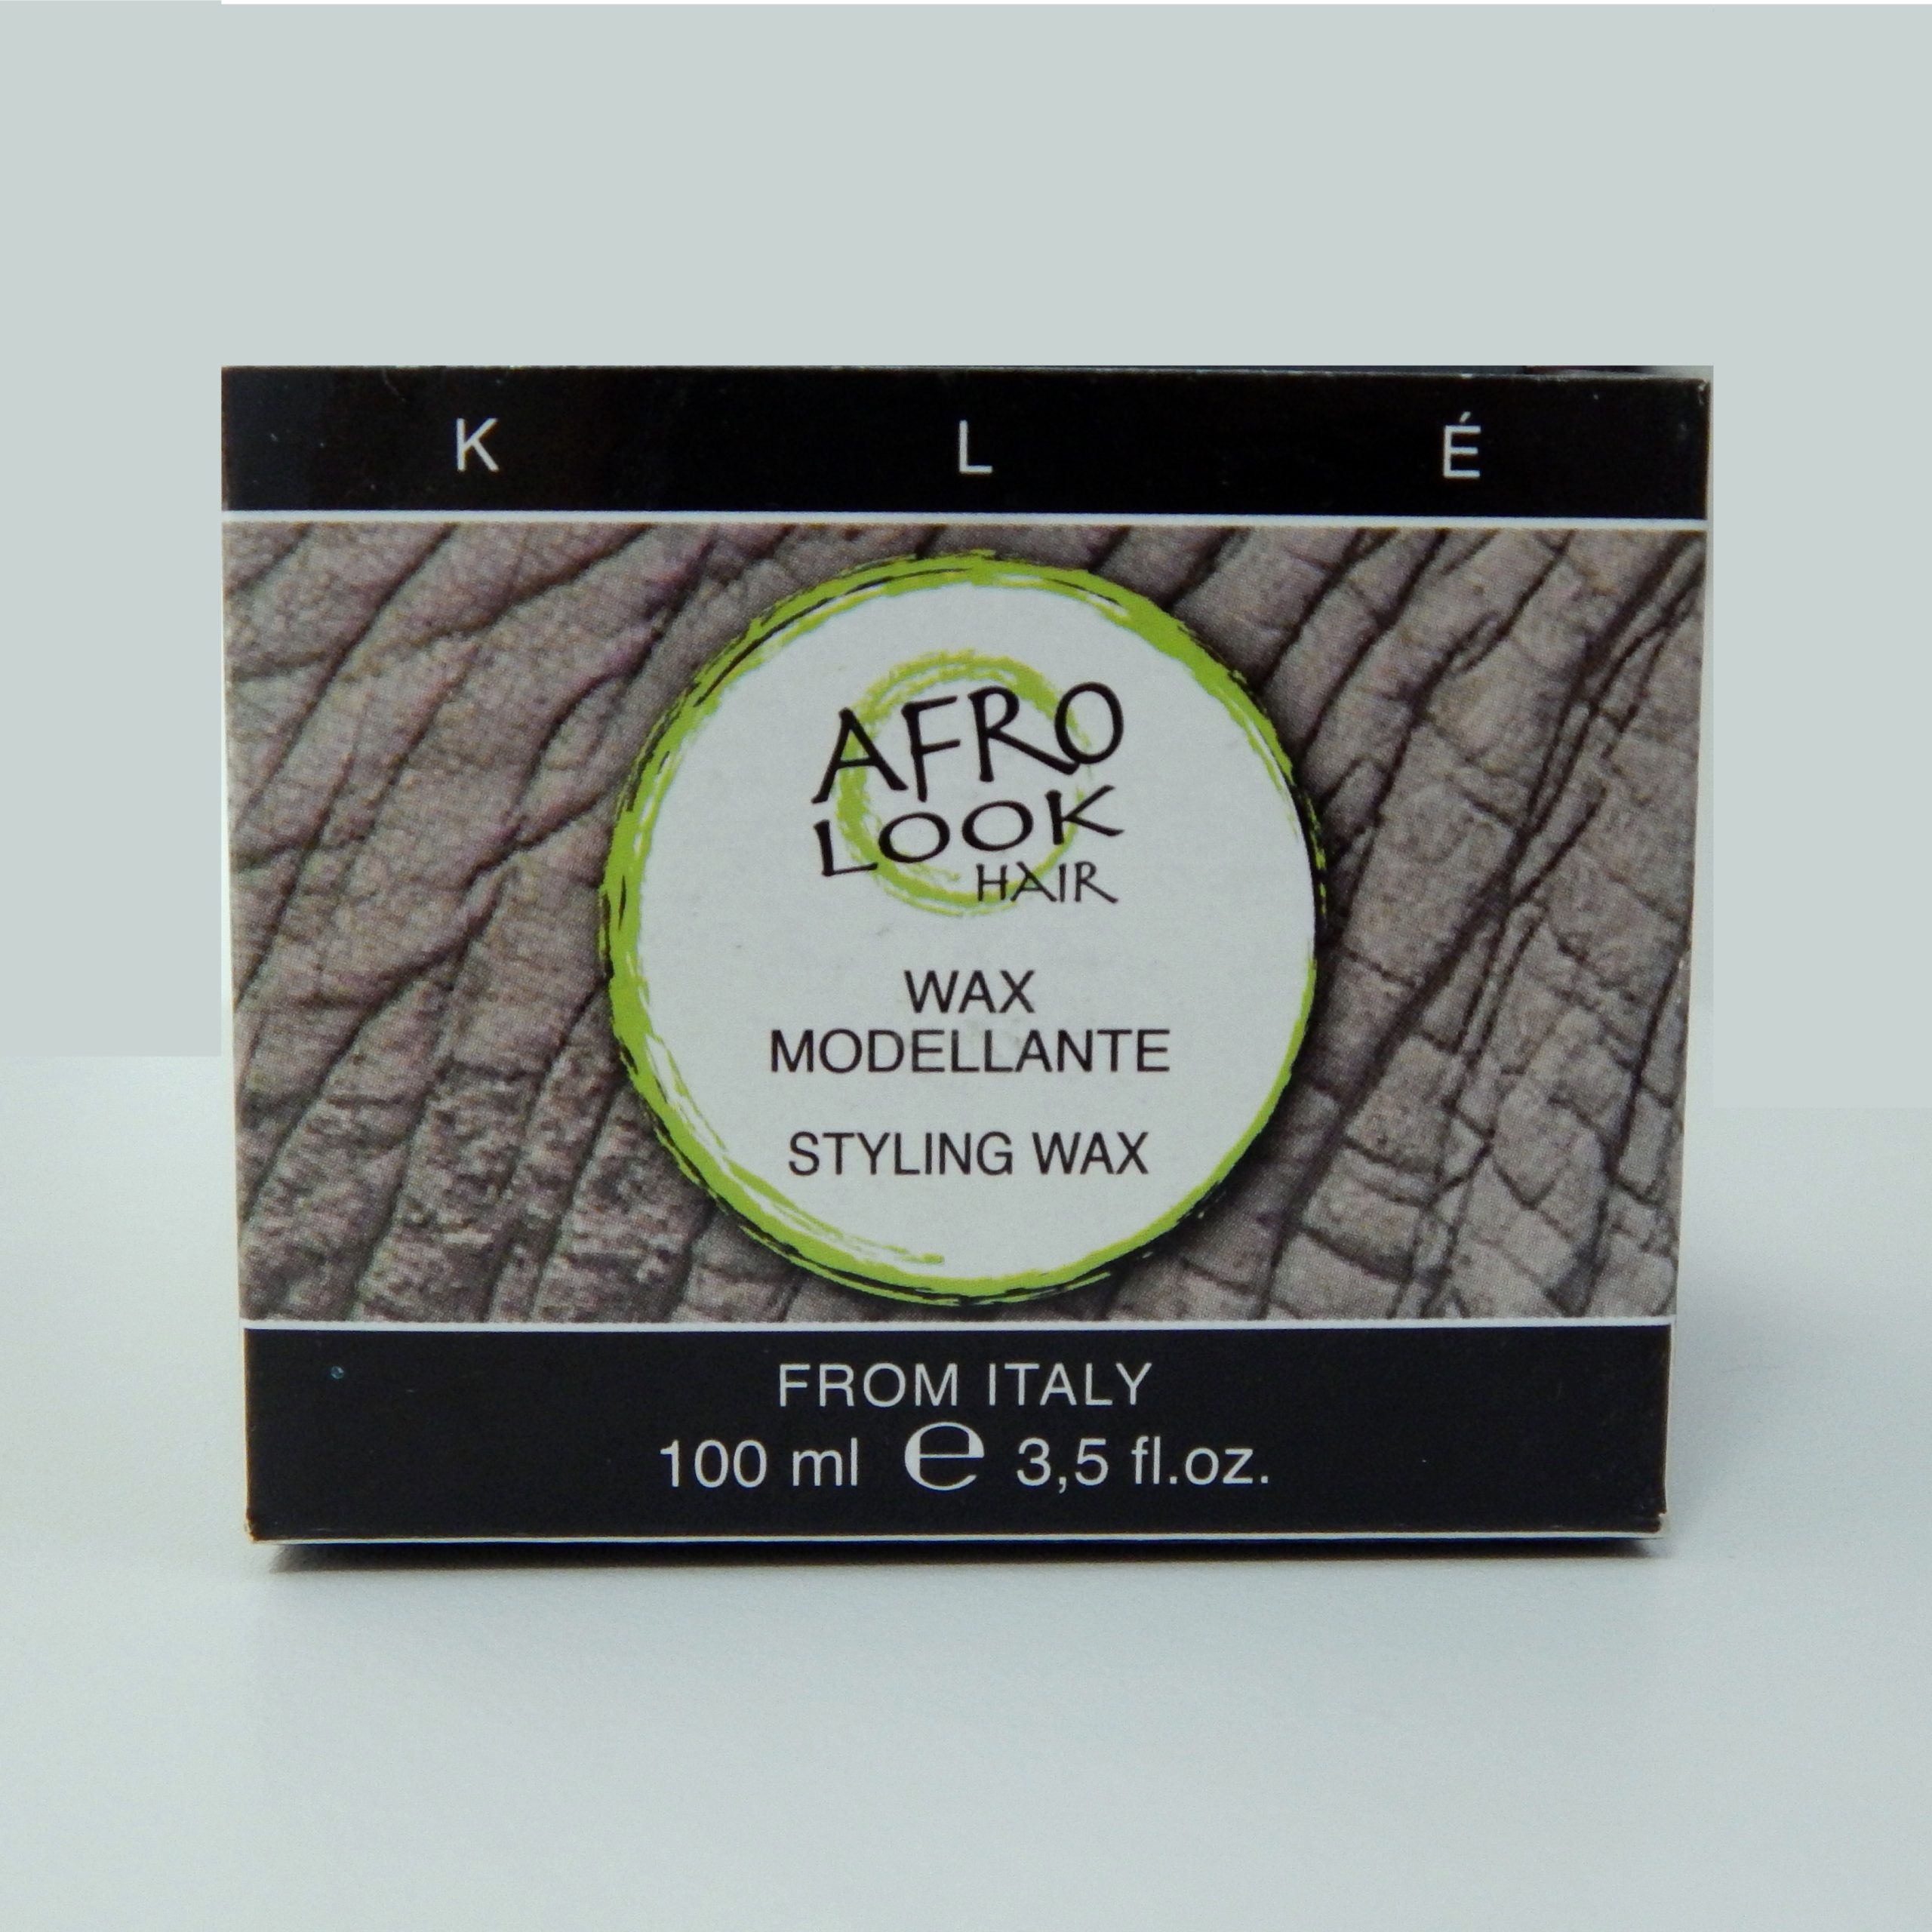 K L É
AFRO
LOOK
HAIR
WAX
MODELLANTE
STYLING WAX
FROM ITALY
100 ml ℮ 3,5 fl.oz.